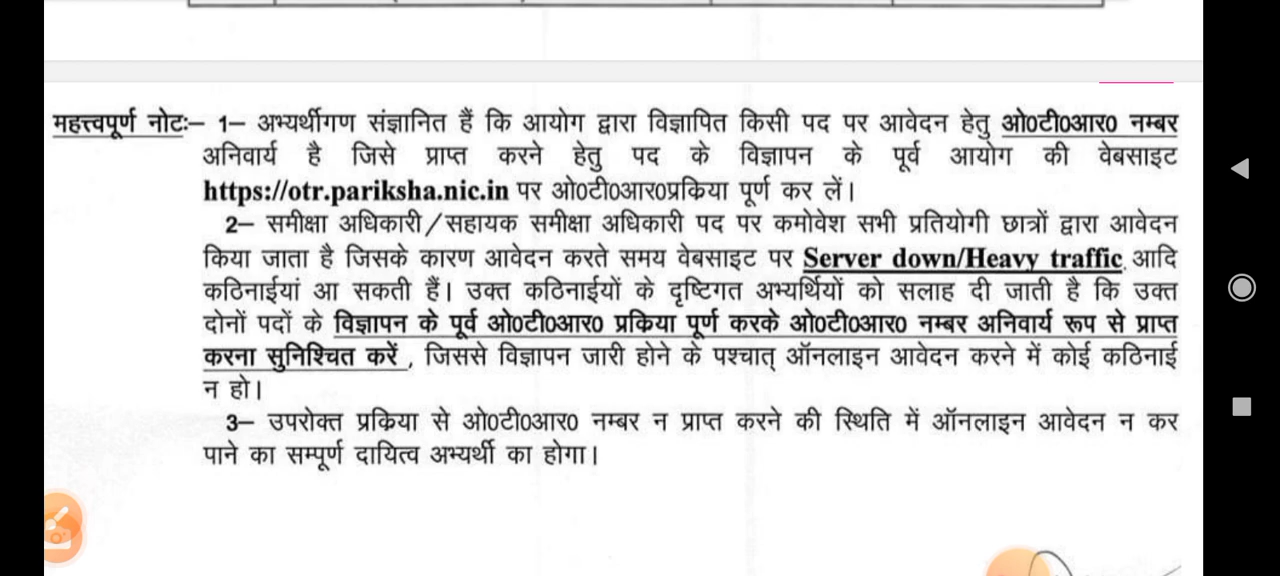 महत्त्वपूर्ण नोटः– 1– अभ्यर्थीगण संज्ञानित हैं कि आयोग द्वारा विज्ञापित किसी पद पर आवेदन हेतु ओ0टी0आर0 नम्बर
अनिवार्य है जिसे प्राप्त करने हेतु पद के विज्ञापन के पूर्व आयोग की वेबसाइट
https://otr.pariksha.nic.in पर ओ0टी0आर0प्रकिया पूर्ण कर लें।
2– समीक्षा अधिकारी/सहायक समीक्षा अधिकारी पद पर कमोवेश सभी प्रतियोगी छात्रों द्वारा आवेदन
किया जाता है जिसके कारण आवेदन करते समय वेबसाइट पर Server down/Heavy traffic आदि
कठिनाईयां आ सकती हैं। उक्त कठिनाईयों के दृष्टिगत अभ्यर्थियों को सलाह दी जाती है कि उक्त
दोनों पदों के विज्ञापन के पूर्व ओ0टी0आर0 प्रकिया पूर्ण करके ओ0टी0आर0 नम्बर अनिवार्य रूप से प्राप्त
करना सुनिश्चित करें, जिससे विज्ञापन जारी होने के पश्चात् ऑनलाइन आवेदन करने में कोई कठिनाई
न हो।
3– उपरोक्त प्रकिया से ओ0टी0आर0 नम्बर न प्राप्त करने की स्थिति में ऑनलाइन आवेदन न कर
पाने का सम्पूर्ण दायित्व अभ्यर्थी का होगा।